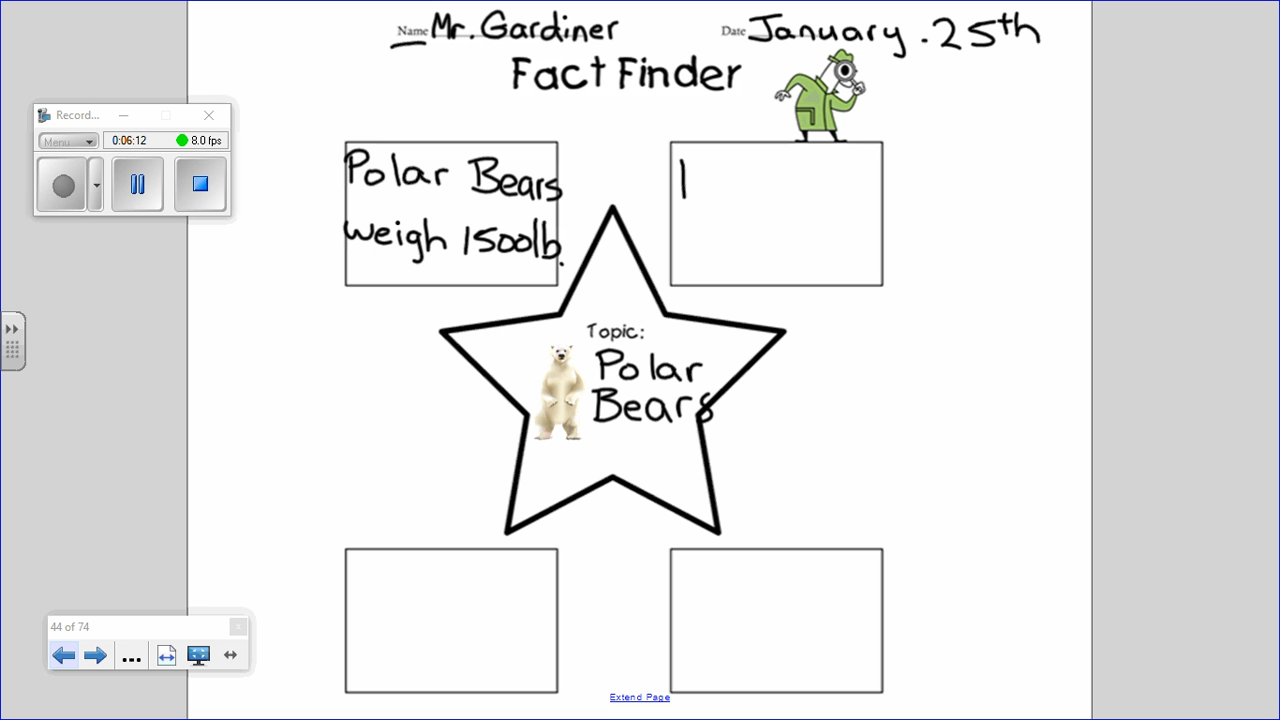 Name Mr. Gardiner
Date January. 25th
Fact Finder
Record...
Menu
0:06:12
8.0 fps
Polar Bears
weigh 1500lb.
l
Topic:
Polar
Bears
44 of 74
...
Extend Page